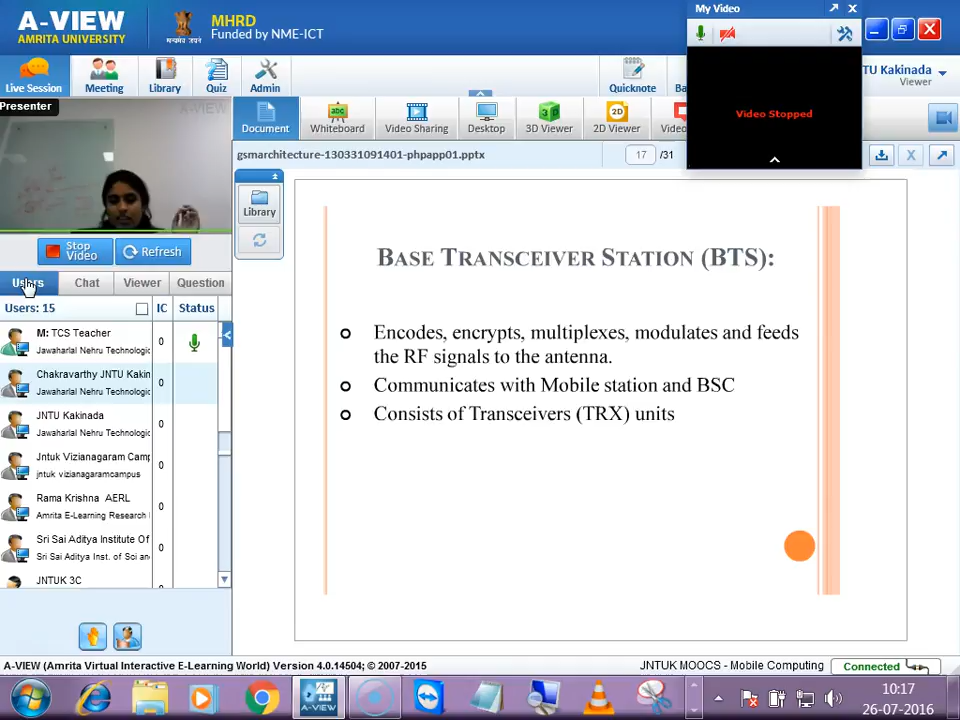 A-VIEW
AMRITA UNIVERSITY
MHRD
Funded by NME-ICT
My Video
Video Stopped
TU Kakinada
Viewer
Live Session
Meeting
Library
Quiz
Admin
Quicknote
Presenter
A-VIEW
Document
Whiteboard
Video Sharing
Desktop
3D Viewer
2D Viewer
Video
gsmarchitecture-130331091401-phpapp01.pptx
17 /31
Library
Stop Video
Refresh
Users
Chat
Viewer
Question
Users: 15
IC
Status
M: TCS Teacher
Jawaharlal Nehru Technologic
0
Chakravarthy JNTU Kakin
Jawaharlal Nehru Technologic
0
JNTU Kakinada
Jawaharlal Nehru Technologic
0
Jntuk Vizianagaram Camp
jntuk vizianagaramcampus
0
Rama Krishna AERL
Amrita E-Learning Research
0
Sri Sai Aditya Institute Of
Sri Sai Aditya Inst. of Sci an
0
JNTUK 3C
BASE TRANSCEIVER STATION (BTS):
Encodes, encrypts, multiplexes, modulates and feeds
the RF signals to the antenna.
Communicates with Mobile station and BSC
Consists of Transceivers (TRX) units
A-VIEW (Amrita Virtual Interactive E-Learning World) Version 4.0.14504; © 2007-2015
JNTUK MOOCS - Mobile Computing
Connected
A-VIEW
10:17
26-07-2016